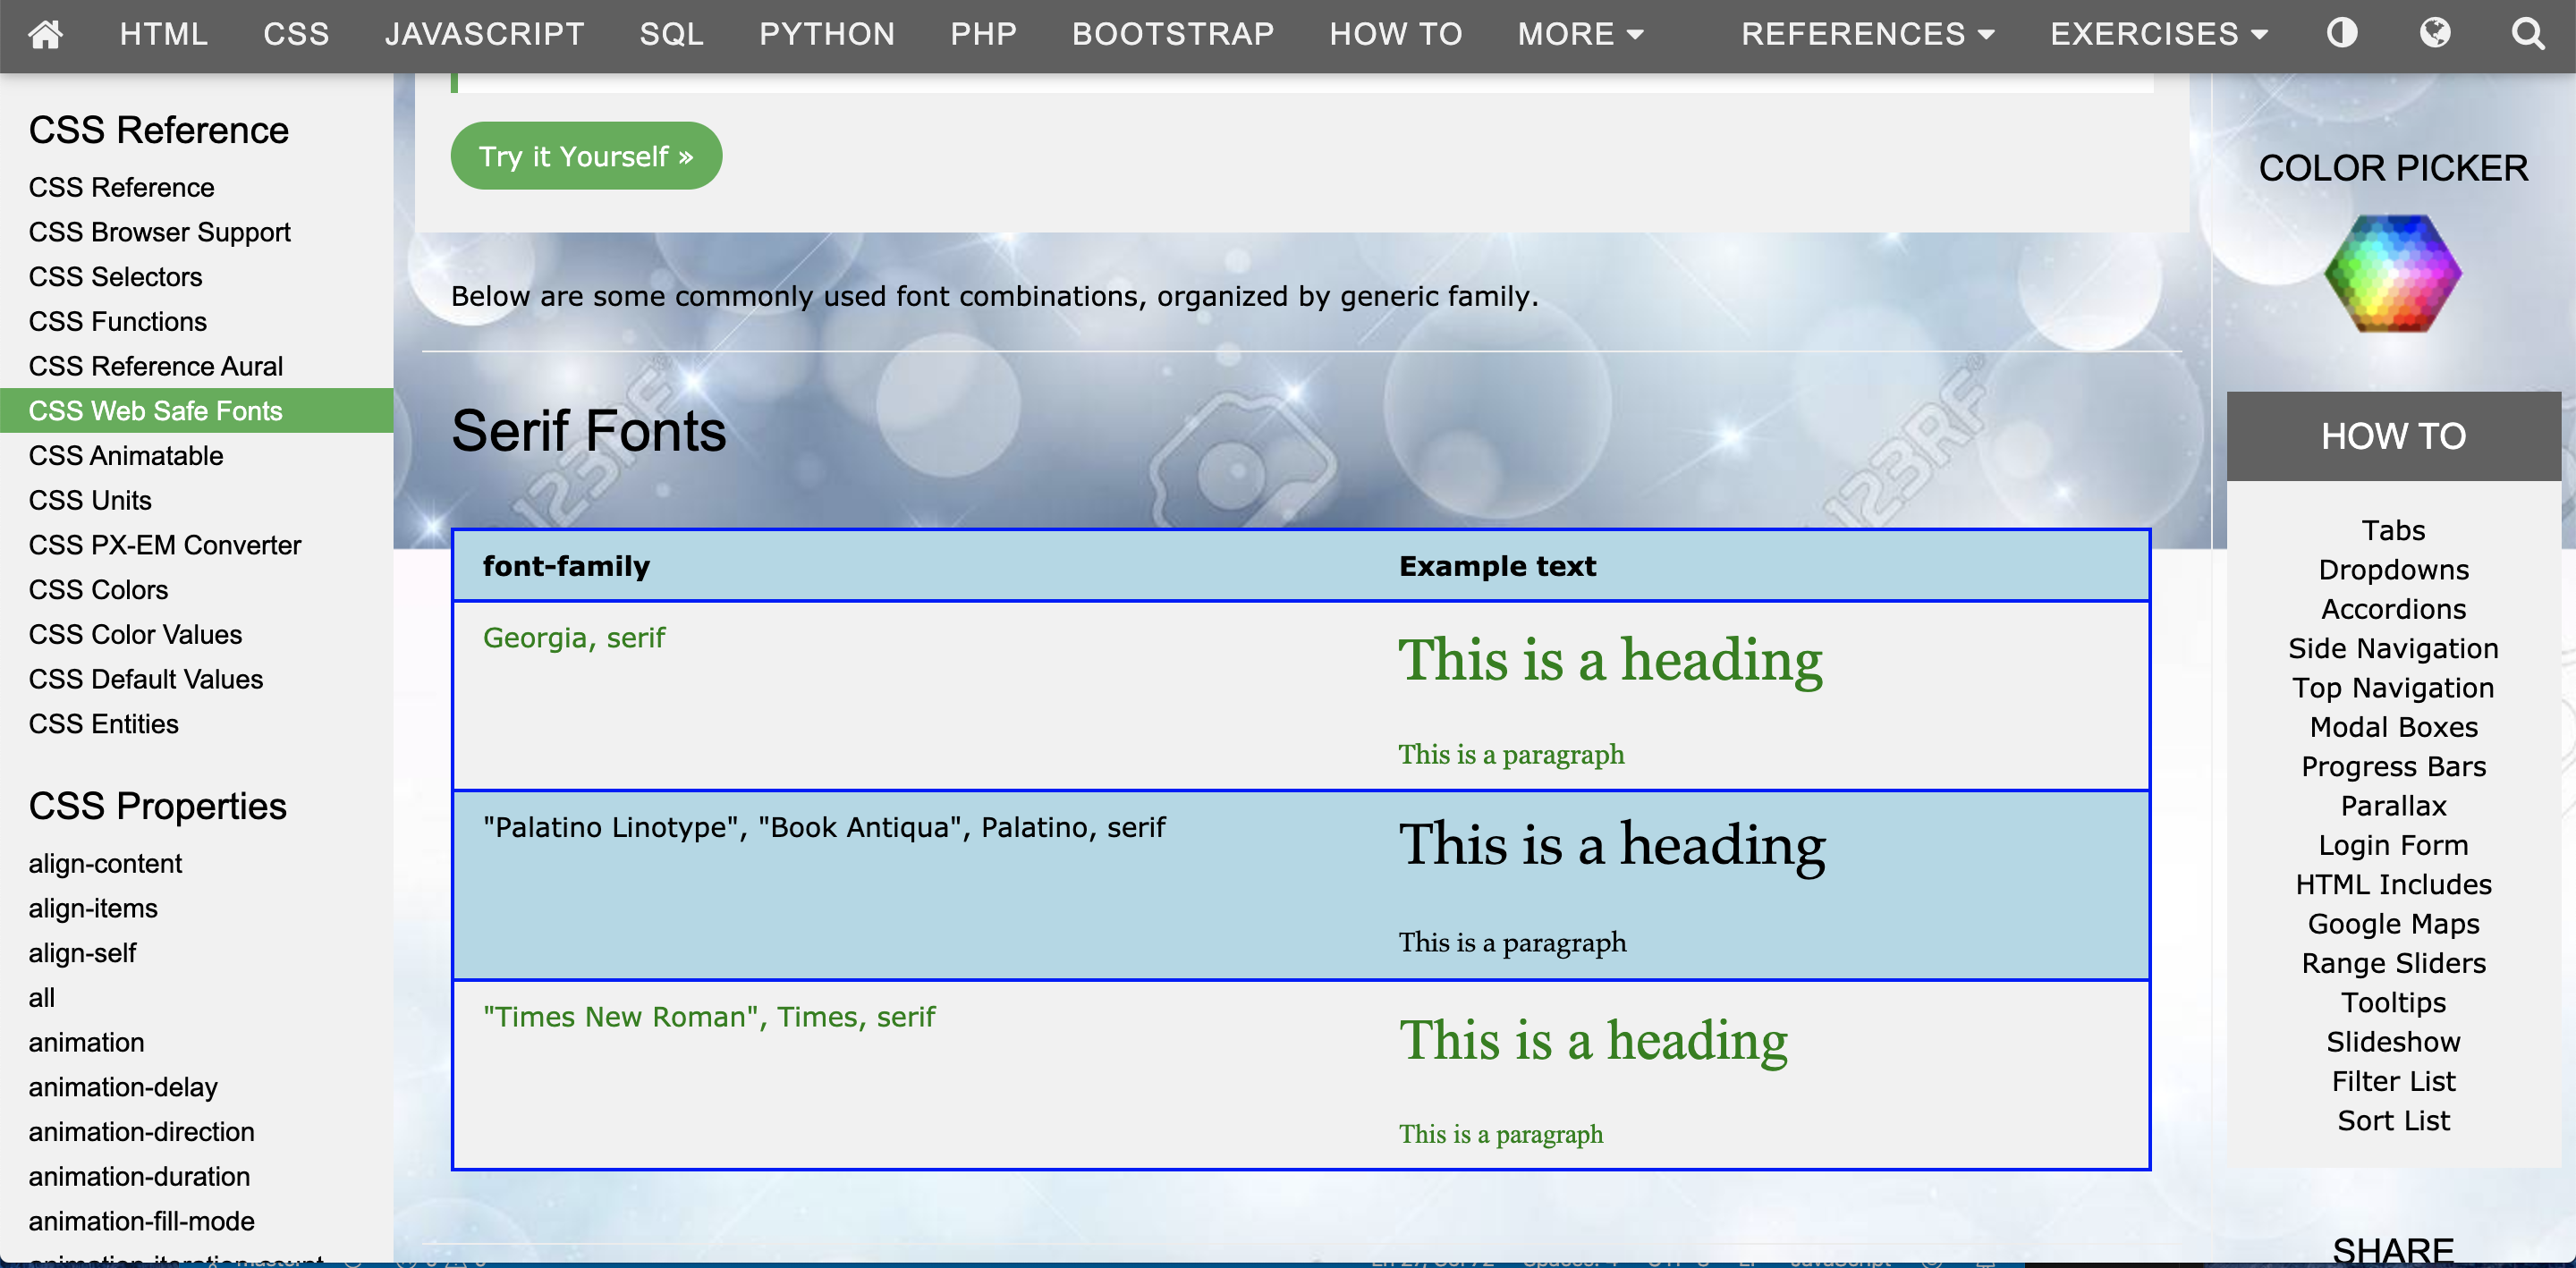 HTML CSS JAVASCRIPT SQL PYTHON PHP BOOTSTRAP HOW TO MORE REFERENCES EXERCISES
CSS Reference
CSS Reference
CSS Browser Support
CSS Selectors
CSS Functions
CSS Reference Aural
CSS Web Safe Fonts
CSS Animatable
CSS Units
CSS PX-EM Converter
CSS Colors
CSS Color Values
CSS Default Values
CSS Entities
CSS Properties
align-content
align-items
align-self
all
animation
animation-delay
animation-direction
animation-duration
animation-fill-mode
Try it Yourself »
Below are some commonly used font combinations, organized by generic family.
Serif Fonts
123RF®
123RF®
font-family Example text
Georgia, serif
This is a heading
This is a paragraph
"Palatino Linotype", "Book Antiqua", Palatino, serif
This is a heading
This is a paragraph
"Times New Roman", Times, serif
This is a heading
This is a paragraph
COLOR PICKER
HOW TO
Tabs
Dropdowns
Accordions
Side Navigation
Top Navigation
Modal Boxes
Progress Bars
Parallax
Login Form
HTML Includes
Google Maps
Range Sliders
Tooltips
Slideshow
Filter List
Sort List
SHARE